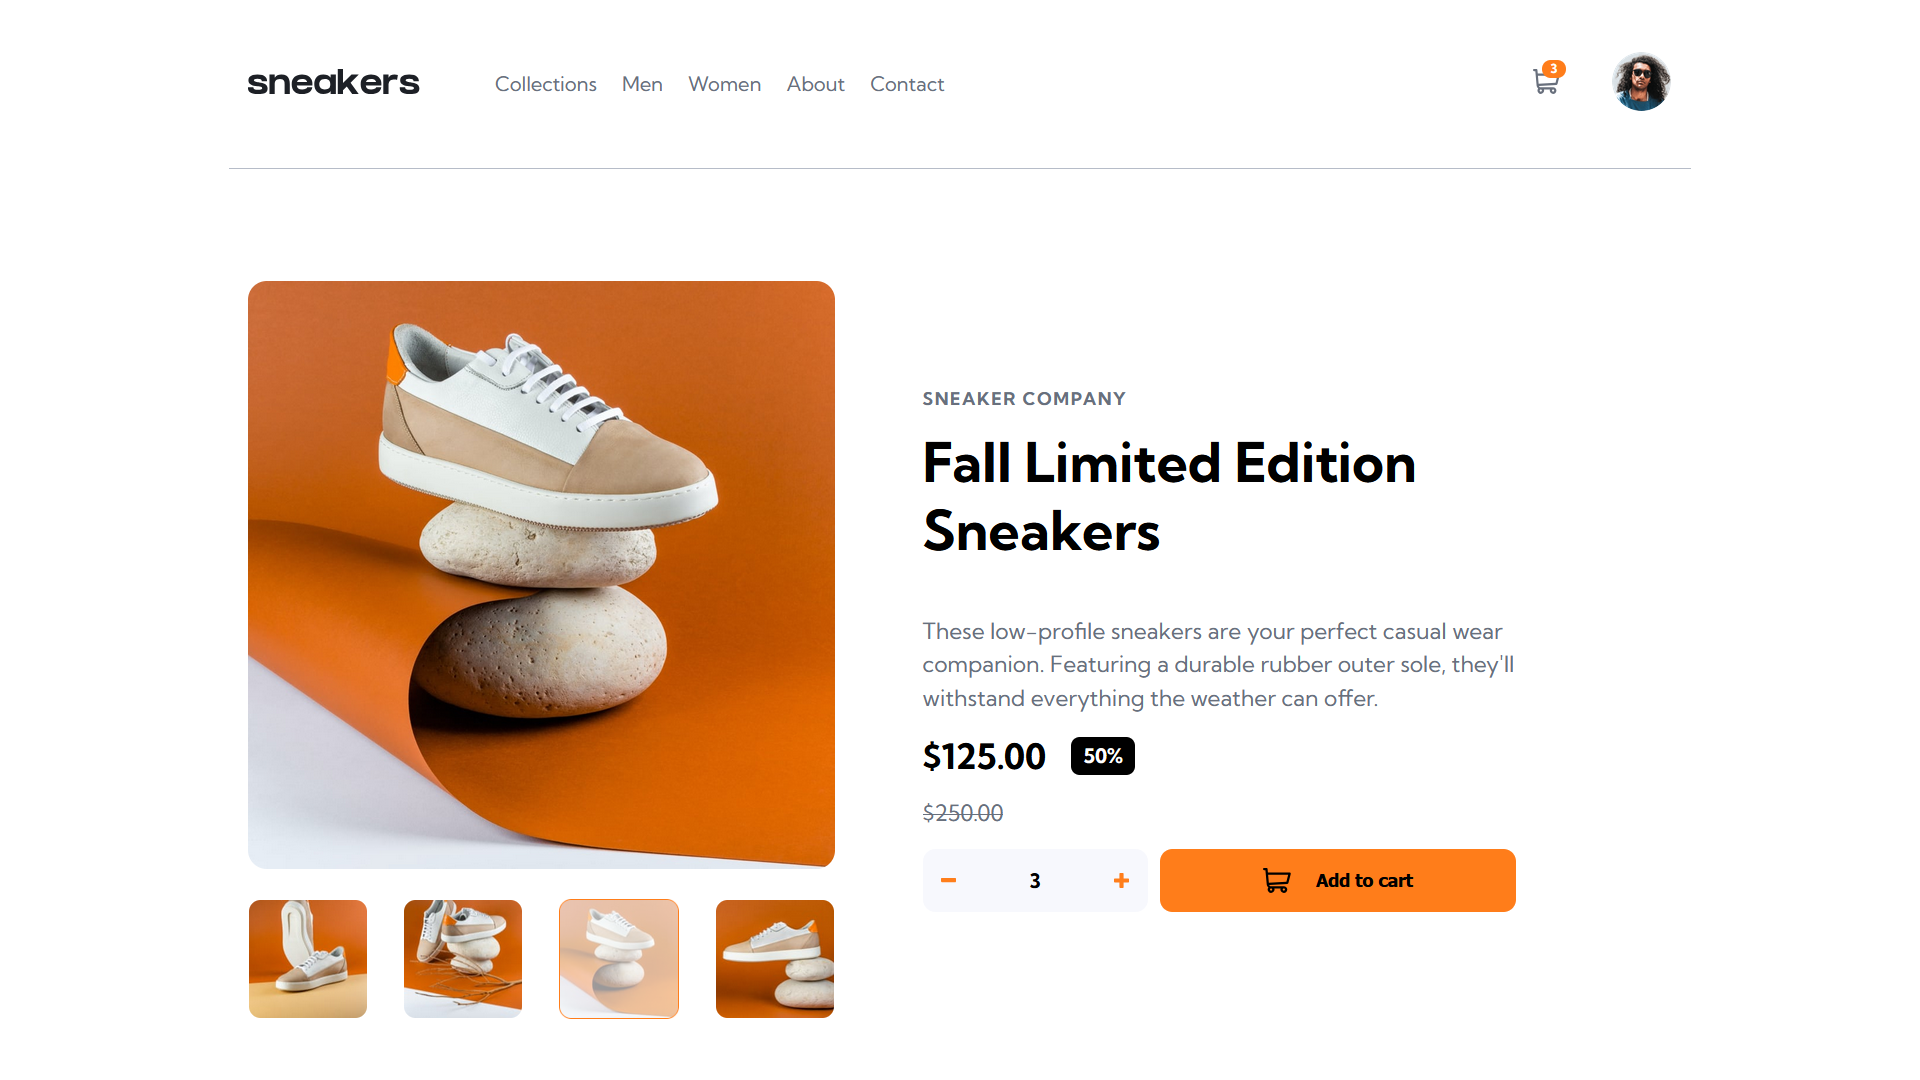 sneakers
Collections Men Women About Contact
3
SNEAKER COMPANY
Fall Limited Edition
Sneakers
These low-profile sneakers are your perfect casual wear
companion. Featuring a durable rubber outer sole, they'll
withstand everything the weather can offer.
$125.00 50%
$250.00
3 Add to cart